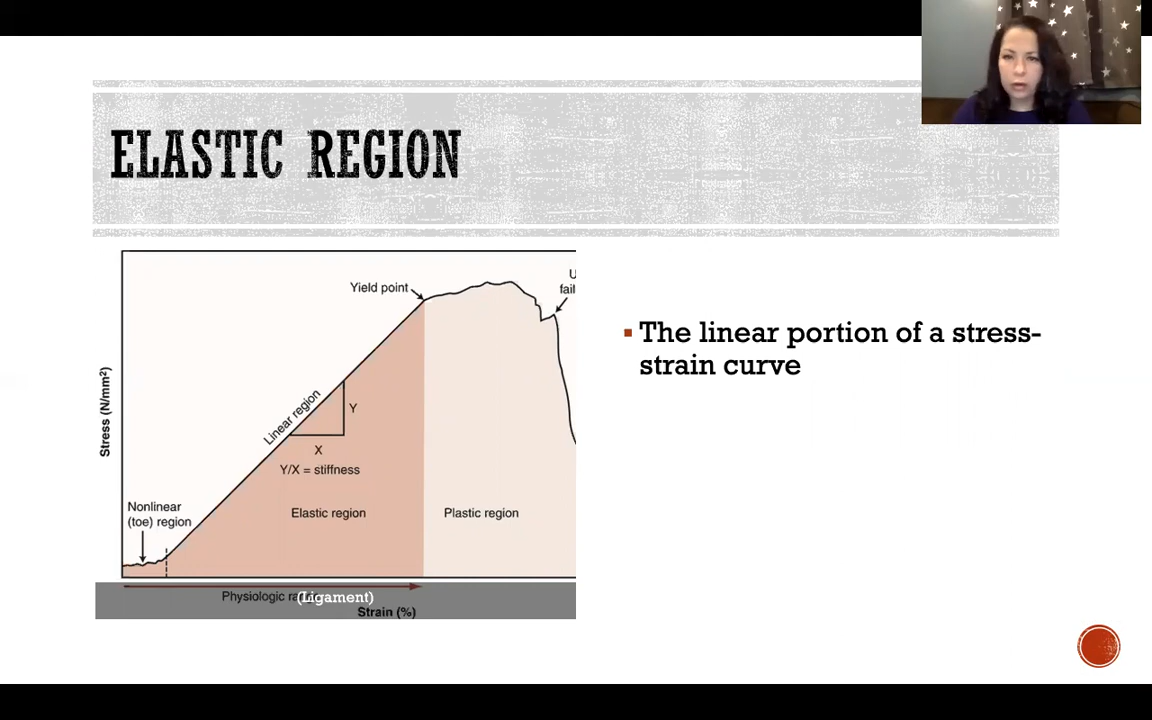 ELASTIC REGION
Yield point
U
fail
Linear region
Y
X
Y/X = stiffness
Nonlinear
(toe) region
Elastic region
Plastic region
Stress (N/mm²)
Physiologic
(Ligament)
Strain (%)
▪ The linear portion of a stress-
strain curve